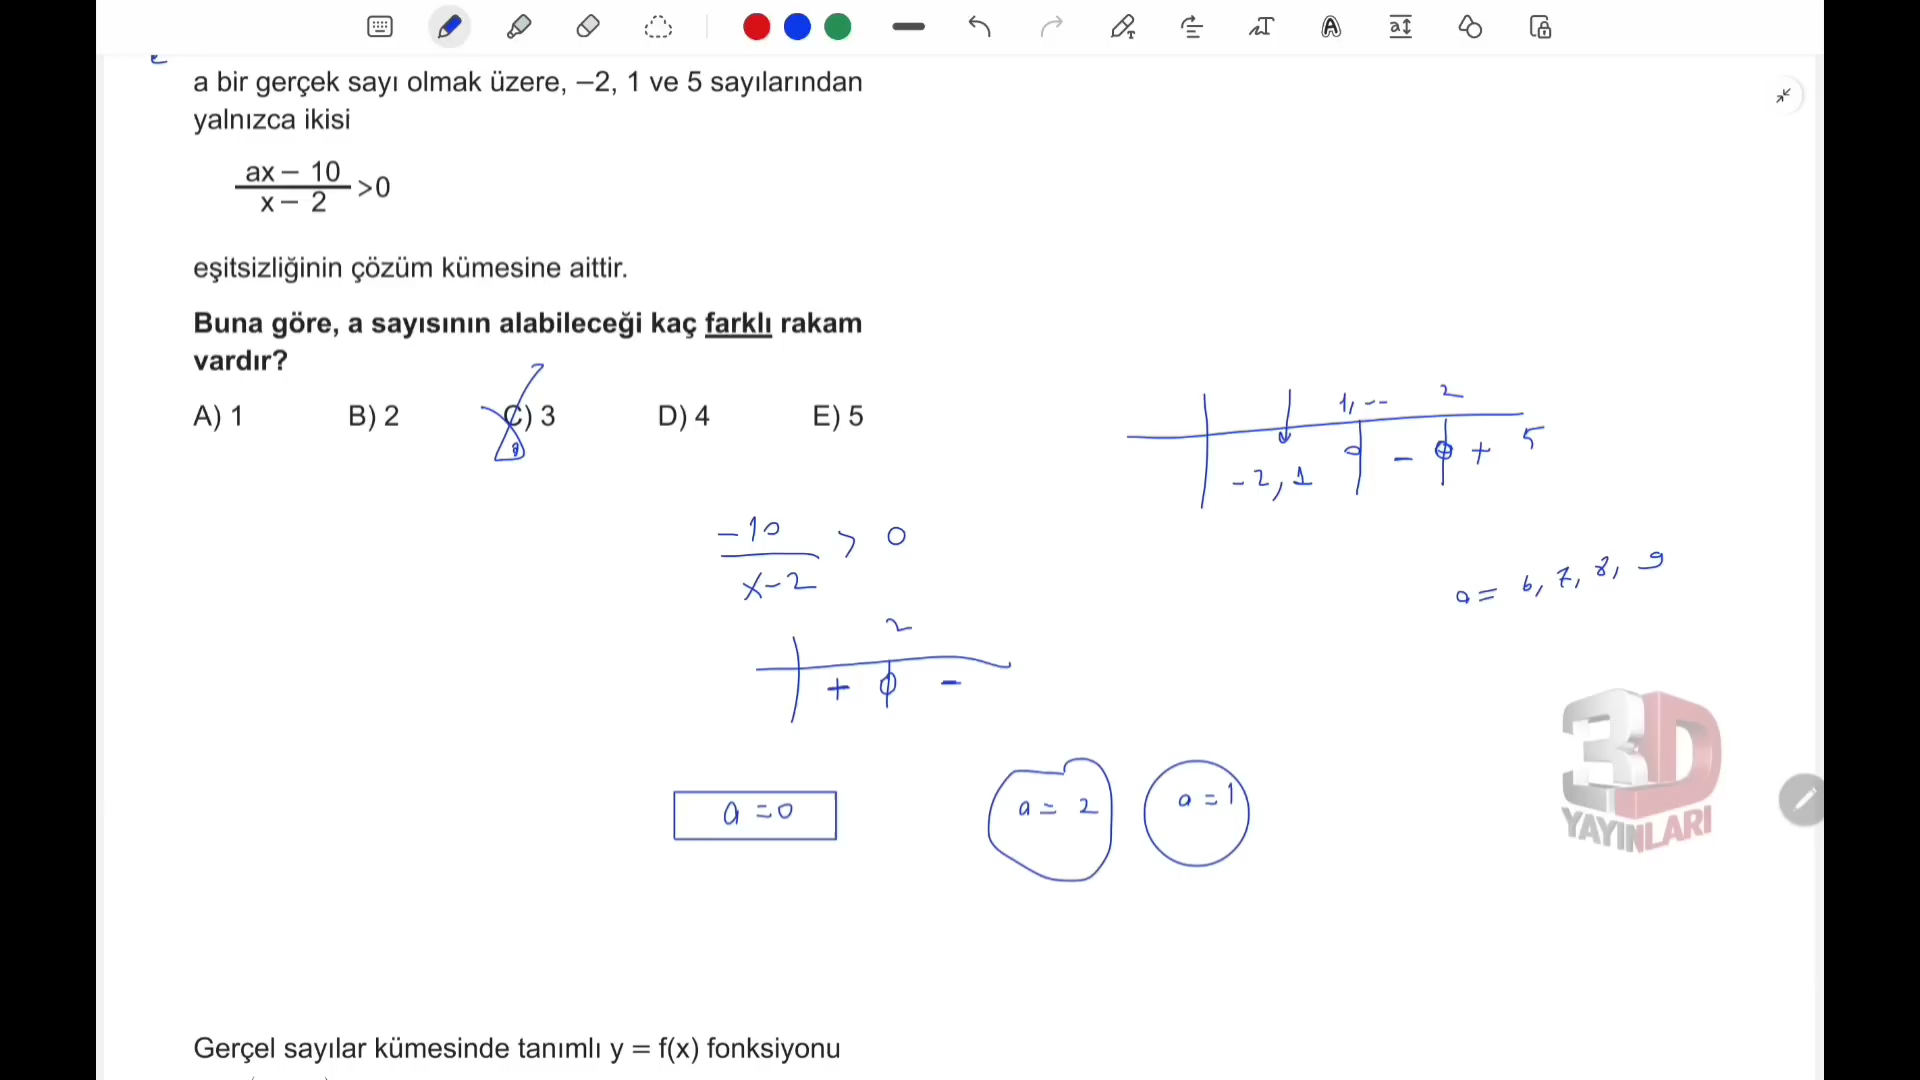 a bir gerçek sayı olmak üzere, –2, 1 ve 5 sayılarından
yalnızca ikisi
ax – 10
x – 2
>0
eşitsizliğinin çözüm kümesine aittir.
Buna göre, a sayısının alabileceği kaç farklı rakam
vardır?
A) 1 B) 2 C) 3 D) 4 E) 5
1, -- 2
-2, 1 - + 5
-10
x-2
> 0
a = 6, 7, 8, 9
2
+ -
a = 0 a = 2 a = 1
3D
YAYINLARI
Gerçel sayılar kümesinde tanımlı y = f(x) fonksiyonu